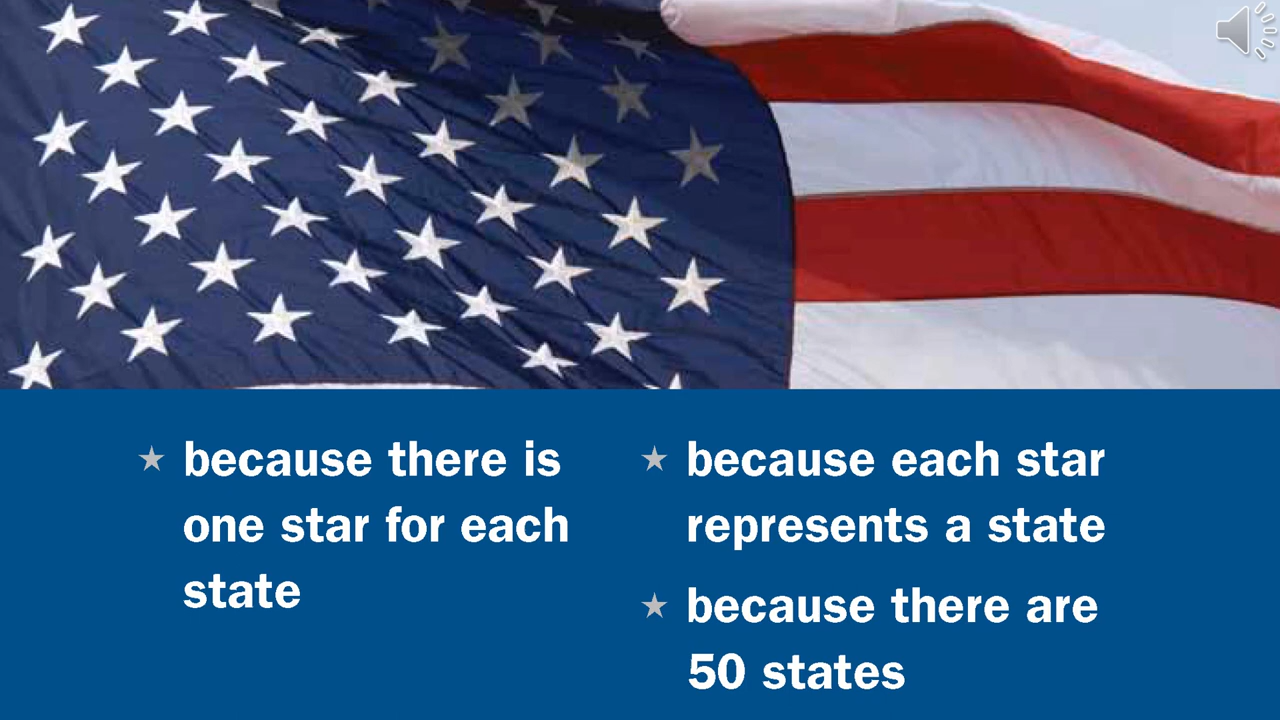 because there is
one star for each
state
because each star
represents a state
because there are
50 states